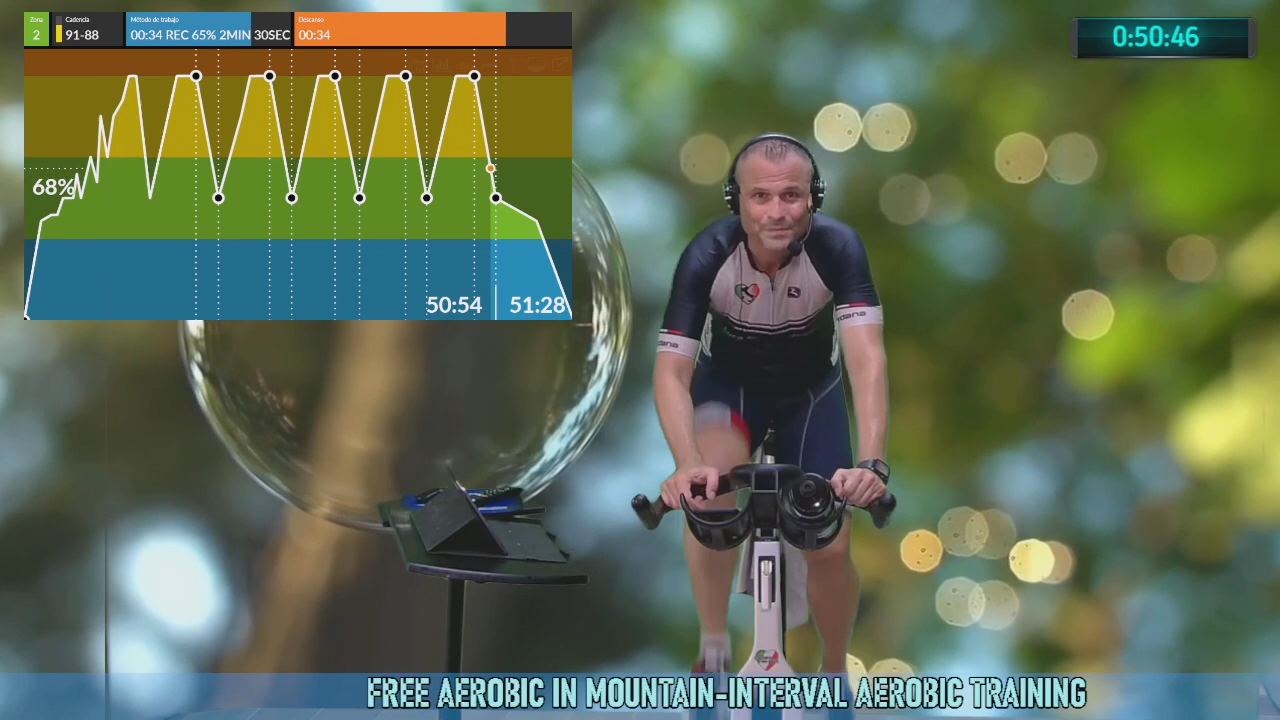 Zona
2
Cadencia
91-88
Método de trabajo
00:34 REC 65% 2MIN 30SEC
Descanso
00:34
0:50:46
68%
50:54
51:28
FREE AEROBIC IN MOUNTAIN-INTERVAL AEROBIC TRAINING